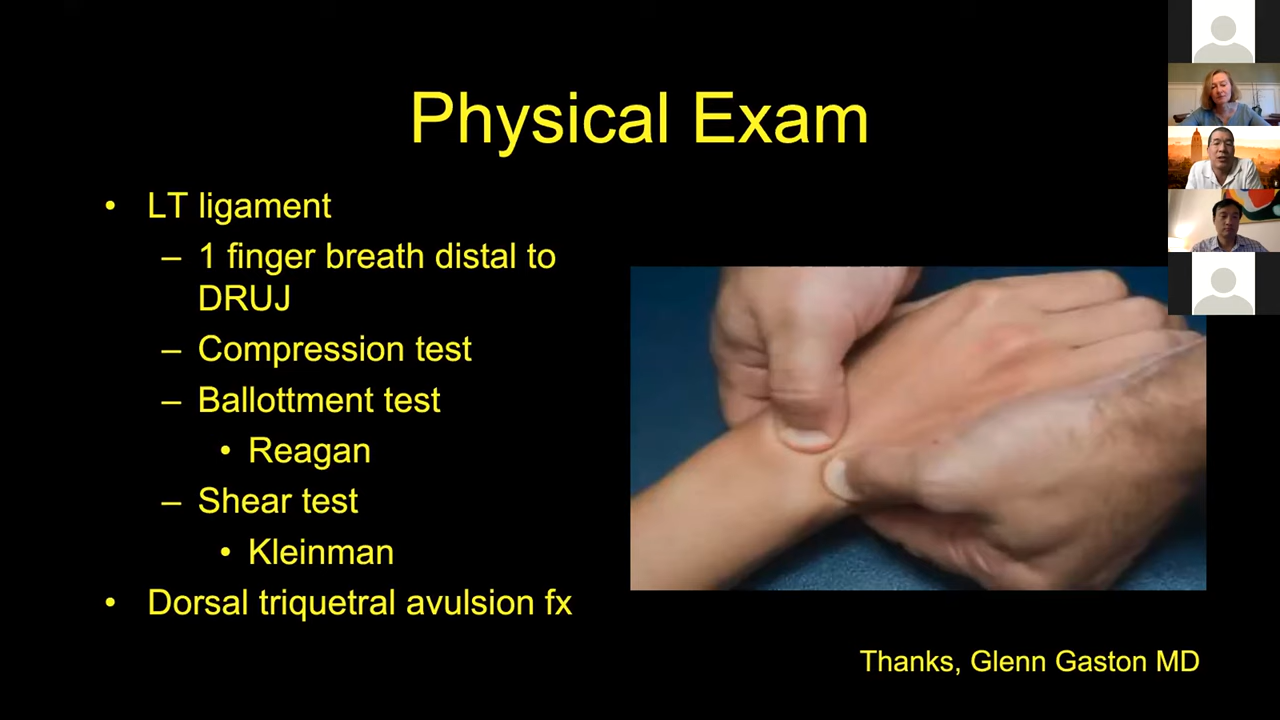 Physical Exam
• LT ligament
– 1 finger breath distal to
DRUJ
– Compression test
– Ballottment test
• Reagan
– Shear test
• Kleinman
• Dorsal triquetral avulsion fx
Thanks, Glenn Gaston MD